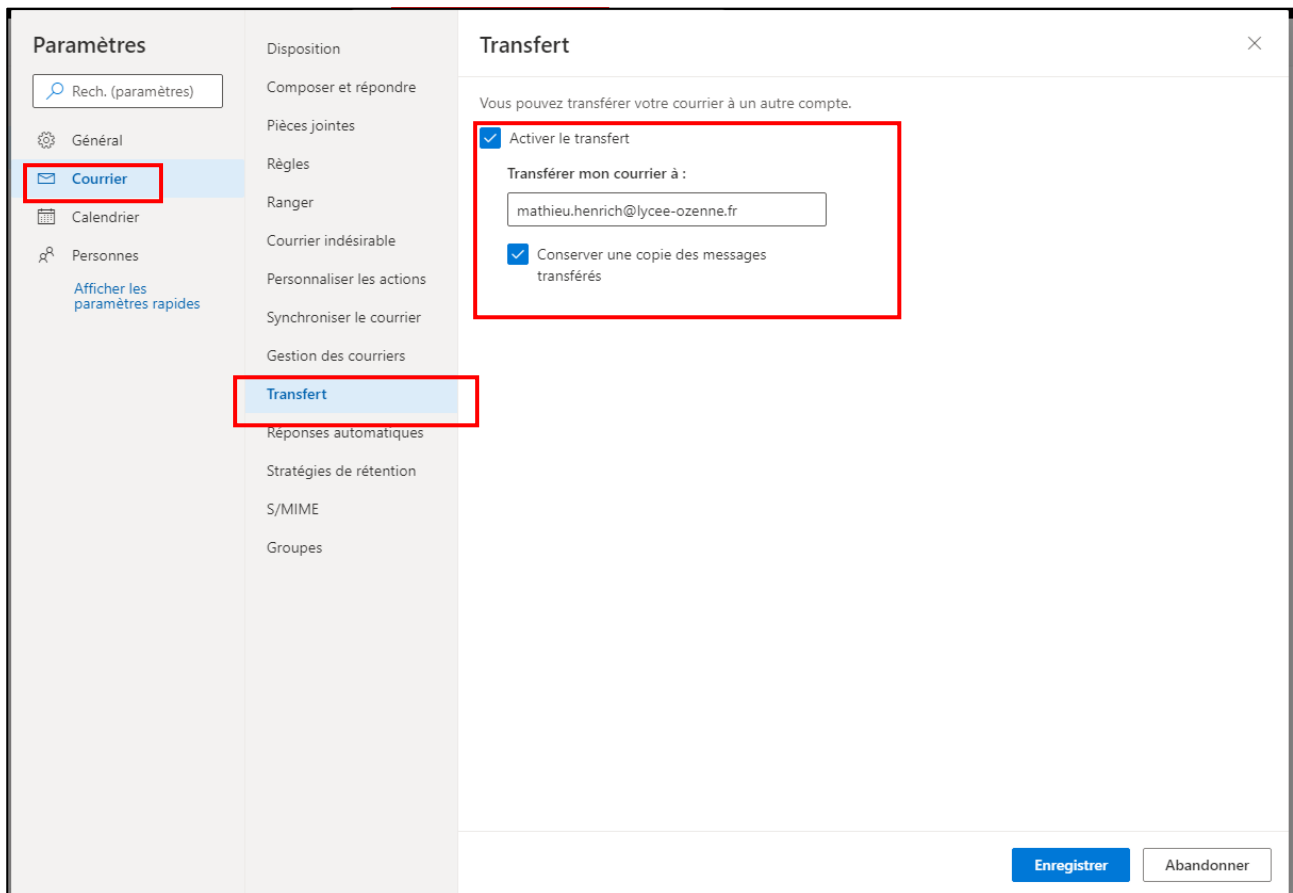 Paramètres
Rech. (paramètres)
Général
Courrier
Calendrier
Personnes
Afficher les
paramètres rapides
Disposition
Composer et répondre
Pièces jointes
Règles
Ranger
Courrier indésirable
Personnaliser les actions
Synchroniser le courrier
Gestion des courriers
Transfert
Réponses automatiques
Stratégies de rétention
S/MIME
Groupes
Transfert
Vous pouvez transférer votre courrier à un autre compte.
Activer le transfert
Transférer mon courrier à :
mathieu.henrich@lycee-ozenne.fr
Conserver une copie des messages
transférés
Enregistrer
Abandonner